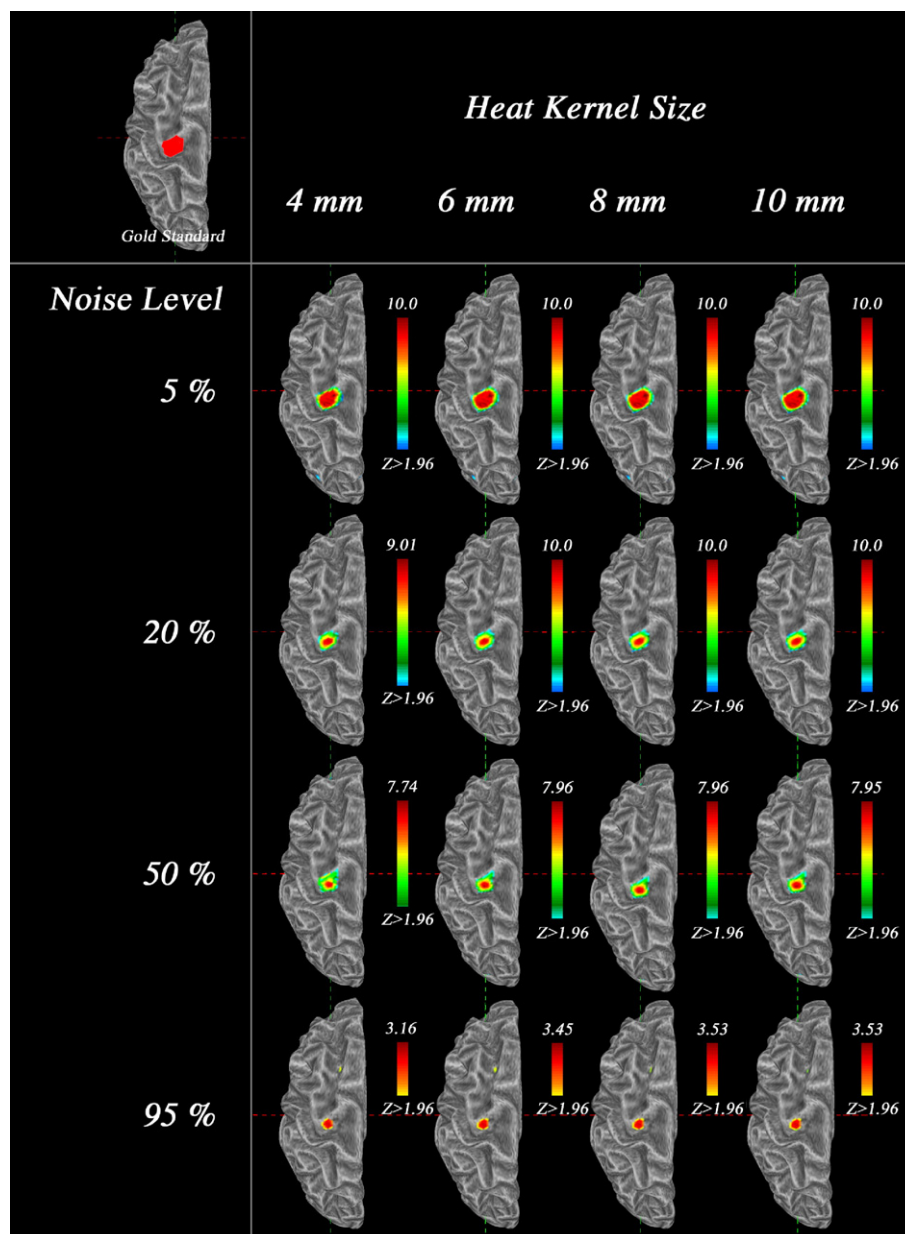 Heat Kernel Size
4 mm 6 mm 8 mm 10 mm
Gold Standard
Noise Level
10.0 10.0 10.0 10.0
5 %
Z>1.96 Z>1.96 Z>1.96 Z>1.96
9.01 10.0 10.0 10.0
20 %
Z>1.96 Z>1.96 Z>1.96 Z>1.96
7.74 7.96 7.96 7.95
50 %
Z>1.96 Z>1.96 Z>1.96 Z>1.96
3.16 3.45 3.53 3.53
95 %
Z>1.96 Z>1.96 Z>1.96 Z>1.96